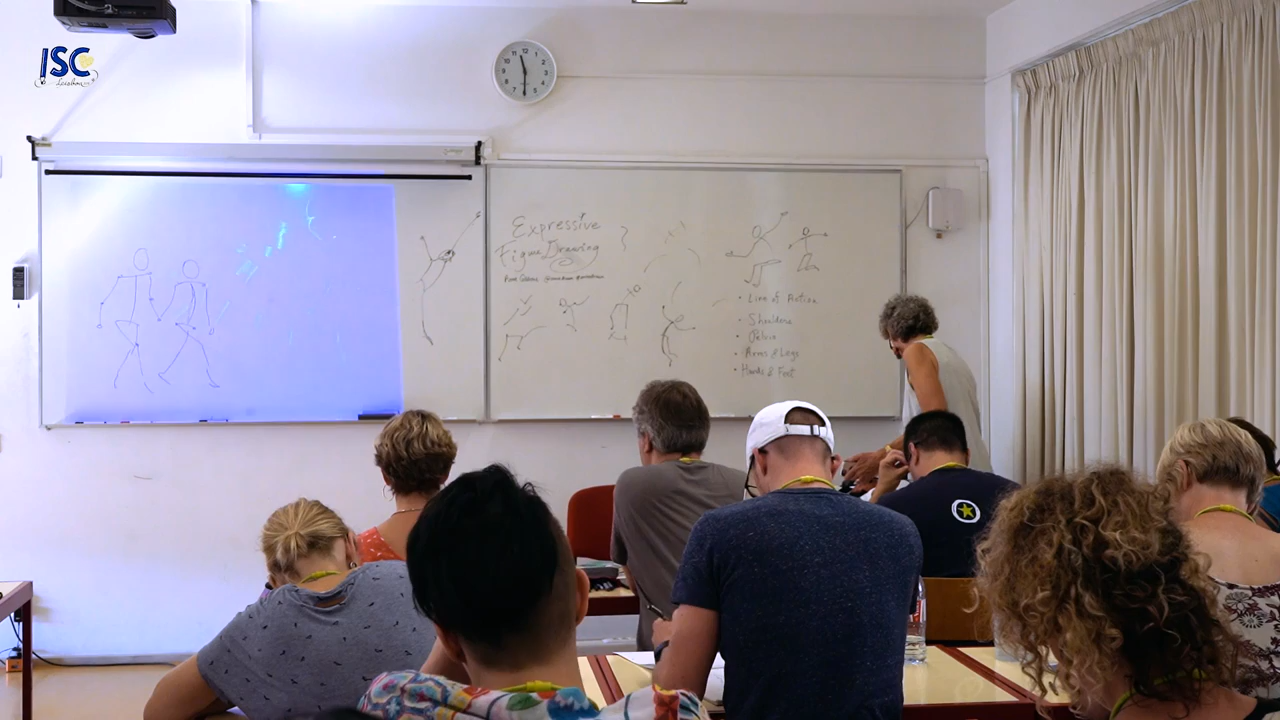 ISC
Expressive
Figure Drawing
• Line of Action
• Shoulders
• Pelvis
• Arms & Legs
• Hands & Feet